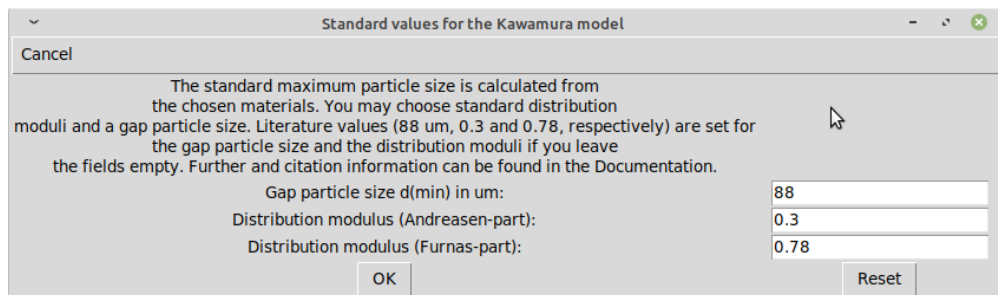 Standard values for the Kawamura model
Cancel
The standard maximum particle size is calculated from
the chosen materials. You may choose standard distribution
moduli and a gap particle size. Literature values (88 um, 0.3 and 0.78, respectively) are set for
the gap particle size and the distribution moduli if you leave
the fields empty. Further and citation information can be found in the Documentation.
Gap particle size d(min) in um: 88
Distribution modulus (Andreasen-part): 0.3
Distribution modulus (Furnas-part): 0.78
OK Reset